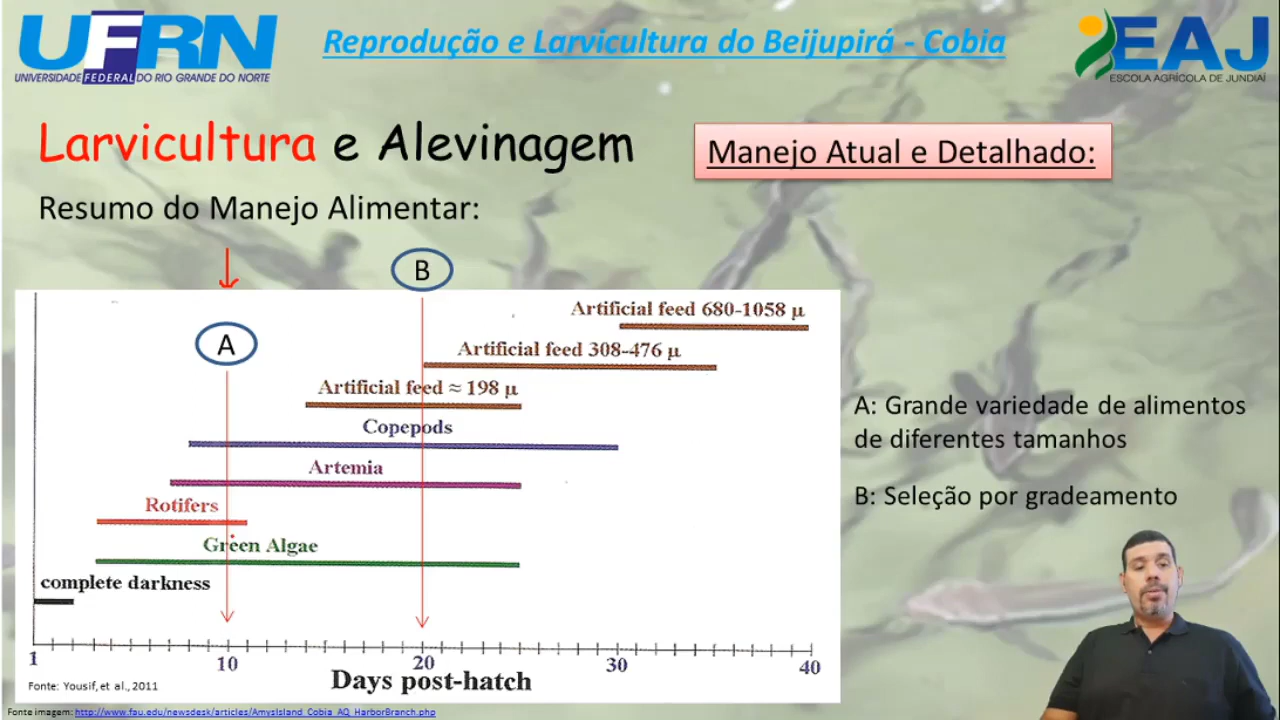 UFRN
UNIVERSIDADE FEDERAL DO RIO GRANDE DO NORTE
Reprodução e Larvicultura do Beijupirá - Cobia
EAJ
ESCOLA AGRÍCOLA DE JUNDIAÍ
Larvicultura e Alevinagem
Manejo Atual e Detalhado:
Resumo do Manejo Alimentar:
B
A
Artificial feed 680-1058 µ
Artificial feed 308-476 µ
Artificial feed ≈ 198 µ
Copepods
Artemia
Rotifers
Green Algae
complete darkness
1 10 20 30 40
Days post-hatch
Fonte: Yousif, et al., 2011
A: Grande variedade de alimentos
de diferentes tamanhos
B: Seleção por gradeamento
Fonte imagem: http://www.fau.edu/newsdesk/articles/AmysIsland_Cobia_AQ_HarborBranch.php